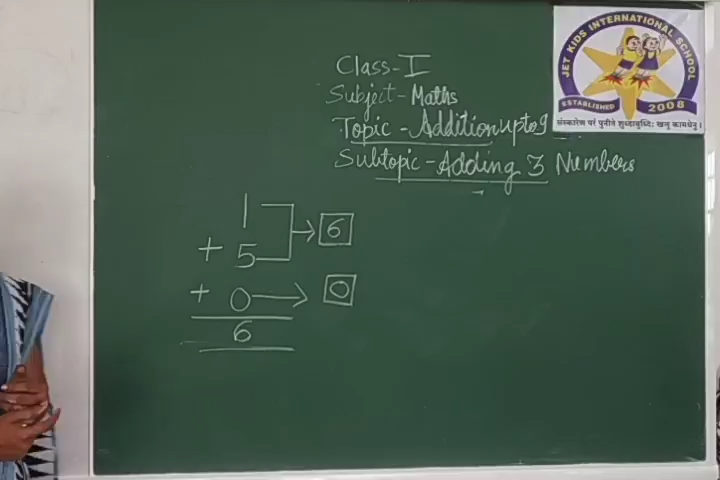 JET KIDS INTERNATIONAL SCHOOL
ESTABLISHED 2008
संस्कारेण परं पुनीते शुध्दाबुध्दिः खलु कामधेनु।
Class-I
Subject-Maths
Topic-Addition upto 9
Subtopic-Adding 3 Numbers
1
+ 5
6
+ 0
0
6